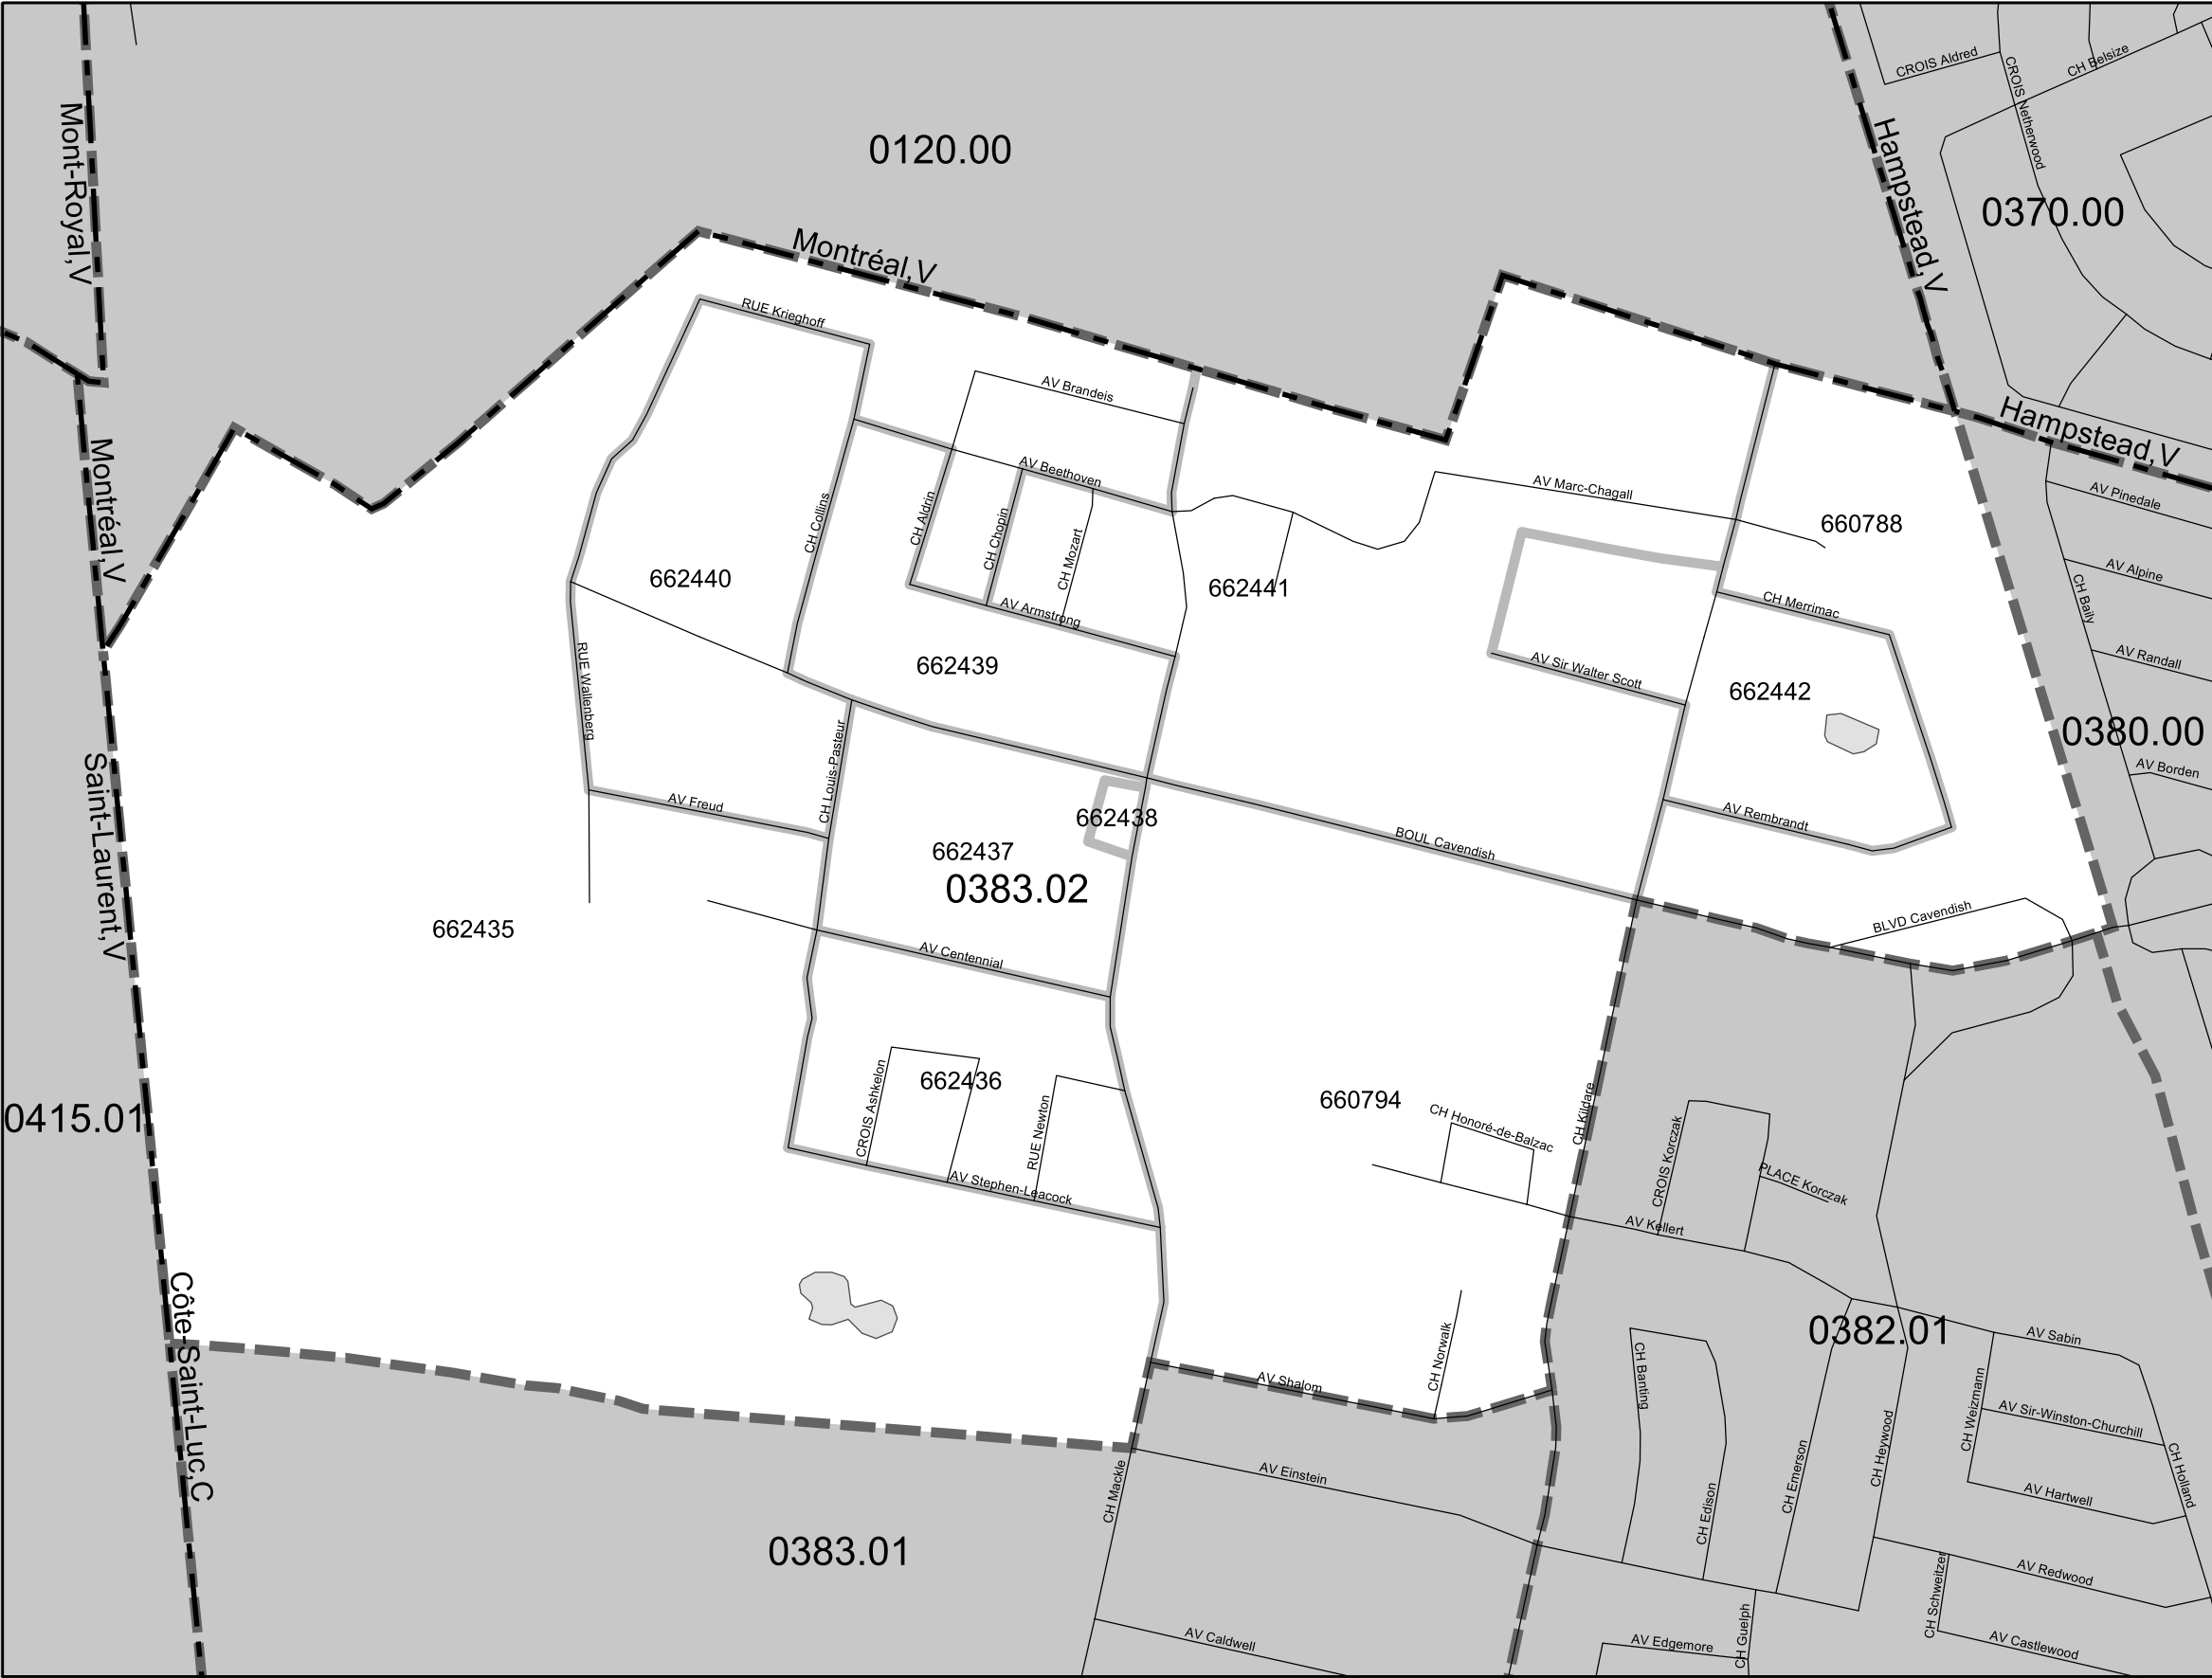 CROIS Aldred
CH Belsize
CROIS Netherwood
Mont-Royal,V
0120.00
Hampstead,V
0370.00
Montréal,V
RUE Krieghoff
AV Brandeis
Hampstead,V
Montréal,V
AV Beethoven
AV Marc-Chagall
AV Pinedale
CH Collins
CH Aldrin
CH Chopin
CH Mozart
660788
AV Alpine
662440
662441
CH Merrimac
CH Baily
AV Armstrong
RUE Wallenberg
662439
AV Sir Walter Scott
662442
AV Randall
0380.00
AV Borden
Saint-Laurent,V
CH Louis-Pasteur
AV Freud
662438
AV Rembrandt
662437
BOUL Cavendish
0383.02
BLVD Cavendish
662435
AV Centennial
0415.01
CROIS Ashkelon
662436
RUE Newton
660794
CH Honoré-de-Balzac
CH Kildare
CROIS Korczak
PLACE Korczak
AV Stephen-Leacock
AV Kellert
Côte-Saint-Luc,C
0382.01
AV Sabin
CH Norwalk
AV Shalom
CH Banting
CH Weizmann
AV Sir-Winston-Churchill
CH Mackle
AV Einstein
CH Edison
CH Emerson
CH Heywood
AV Hartwell
CH Holland
0383.01
AV Redwood
CH Schweitzer
AV Caldwell
AV Edgemore
CH Guelph
AV Castlewood